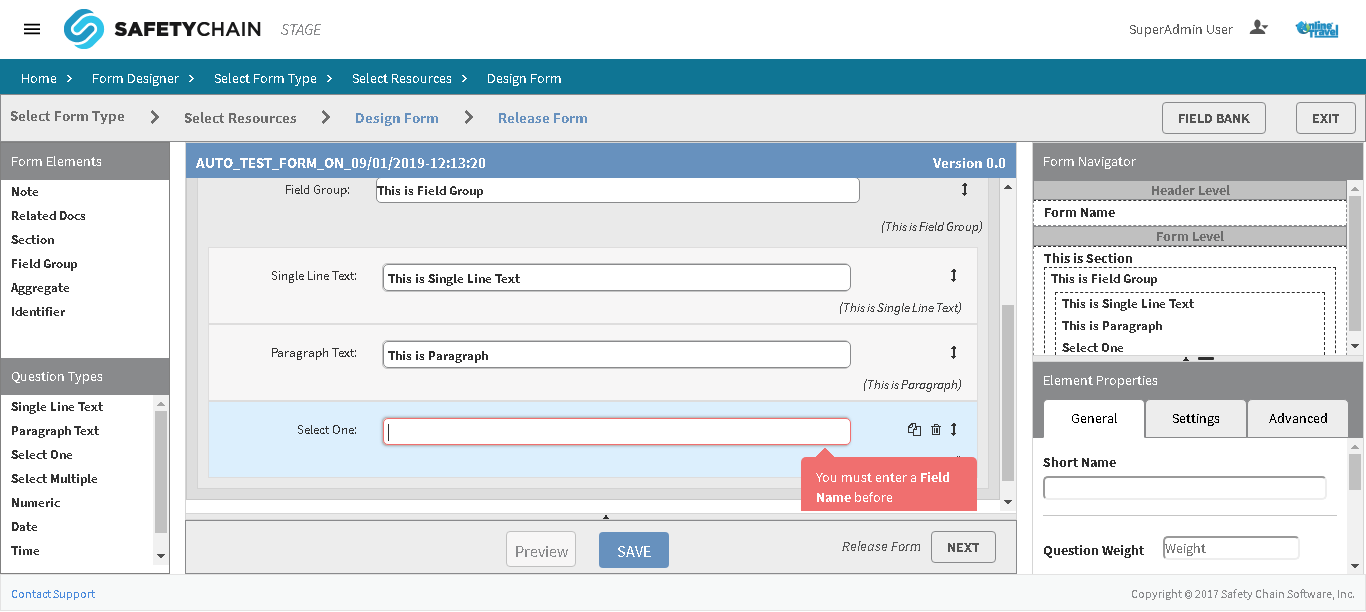 SAFETYCHAIN STAGE
SuperAdmin User
Online Travel
Home > Form Designer > Select Form Type > Select Resources > Design Form
Select Form Type > Select Resources > Design Form > Release Form
FIELD BANK
EXIT
Form Elements
Note
Related Docs
Section
Field Group
Aggregate
Identifier
Question Types
Single Line Text
Paragraph Text
Select One
Select Multiple
Numeric
Date
Time
AUTO_TEST_FORM_ON_09/01/2019-12:13:20
Version 0.0
Field Group: This is Field Group
(This is Field Group)
Single Line Text: This is Single Line Text
(This is Single Line Text)
Paragraph Text: This is Paragraph
(This is Paragraph)
Select One:
You must enter a Field
Name before
Preview
SAVE
Release Form
NEXT
Form Navigator
Header Level
Form Name
Form Level
This is Section
This is Field Group
This is Single Line Text
This is Paragraph
Select One
Element Properties
General
Settings
Advanced
Short Name
Question Weight
Weight
Contact Support
Copyright © 2017 Safety Chain Software, Inc.